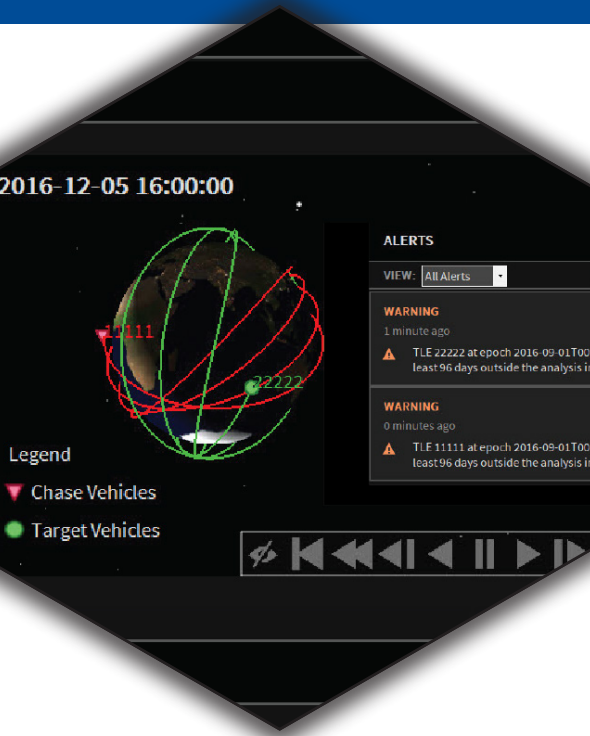 2016-12-05 16:00:00
ALERTS
VIEW: All Alerts
WARNING
1 minute ago
TLE 22222 at epoch 2016-09-01T00
least 96 days outside the analysis
WARNING
0 minutes ago
TLE 11111 at epoch 2016-09-01T00
least 96 days outside the analysis
11111
22222
Legend
Chase Vehicles
Target Vehicles